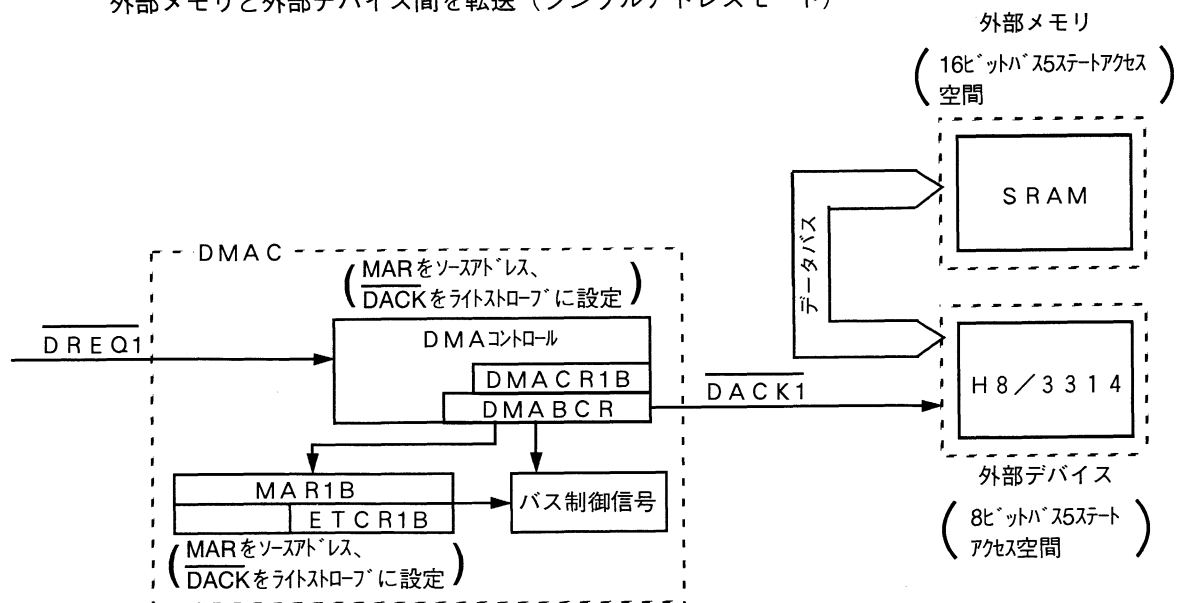 外部メモリと外部デバイス間を転送（シングルアドレスモード）
外部メモリ
(16ビットバス5ステートアクセス
空間)
SRAM
データバス
DMAC
(MARをソースアドレス、
DACKをライトストローブに設定)
DREQ1
DMAコントロール
DMACR1B
DMABCR
DACK1
H8／3314
外部デバイス
(8ビットバス5ステート
アクセス空間)
MAR1B
ETCR1B
バス制御信号
(MARをソースアドレス、
DACKをライトストローブに設定)